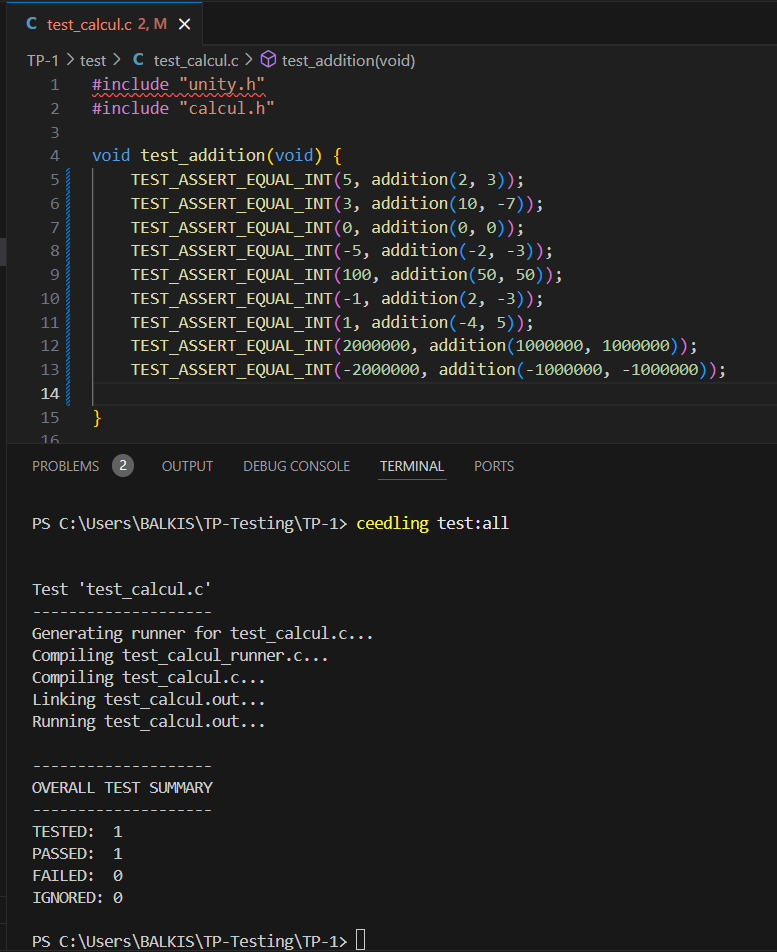 C test_calcul.c 2, M ×
TP-1 > test > C test_calcul.c > test_addition(void)
1 #include "unity.h"
2 #include "calcul.h"
3
4 void test_addition(void) {
5 TEST_ASSERT_EQUAL_INT(5, addition(2, 3));
6 TEST_ASSERT_EQUAL_INT(3, addition(10, -7));
7 TEST_ASSERT_EQUAL_INT(0, addition(0, 0));
8 TEST_ASSERT_EQUAL_INT(-5, addition(-2, -3));
9 TEST_ASSERT_EQUAL_INT(100, addition(50, 50));
10 TEST_ASSERT_EQUAL_INT(-1, addition(2, -3));
11 TEST_ASSERT_EQUAL_INT(1, addition(-4, 5));
12 TEST_ASSERT_EQUAL_INT(2000000, addition(1000000, 1000000));
13 TEST_ASSERT_EQUAL_INT(-2000000, addition(-1000000, -1000000));
14
15 }
16
PROBLEMS 2 OUTPUT DEBUG CONSOLE TERMINAL PORTS
PS C:\Users\BALKIS\TP-Testing\TP-1> ceedling test:all
Test 'test_calcul.c'
--------------------
Generating runner for test_calcul.c...
Compiling test_calcul_runner.c...
Compiling test_calcul.c...
Linking test_calcul.out...
Running test_calcul.out...
--------------------
OVERALL TEST SUMMARY
--------------------
TESTED: 1
PASSED: 1
FAILED: 0
IGNORED: 0
PS C:\Users\BALKIS\TP-Testing\TP-1>